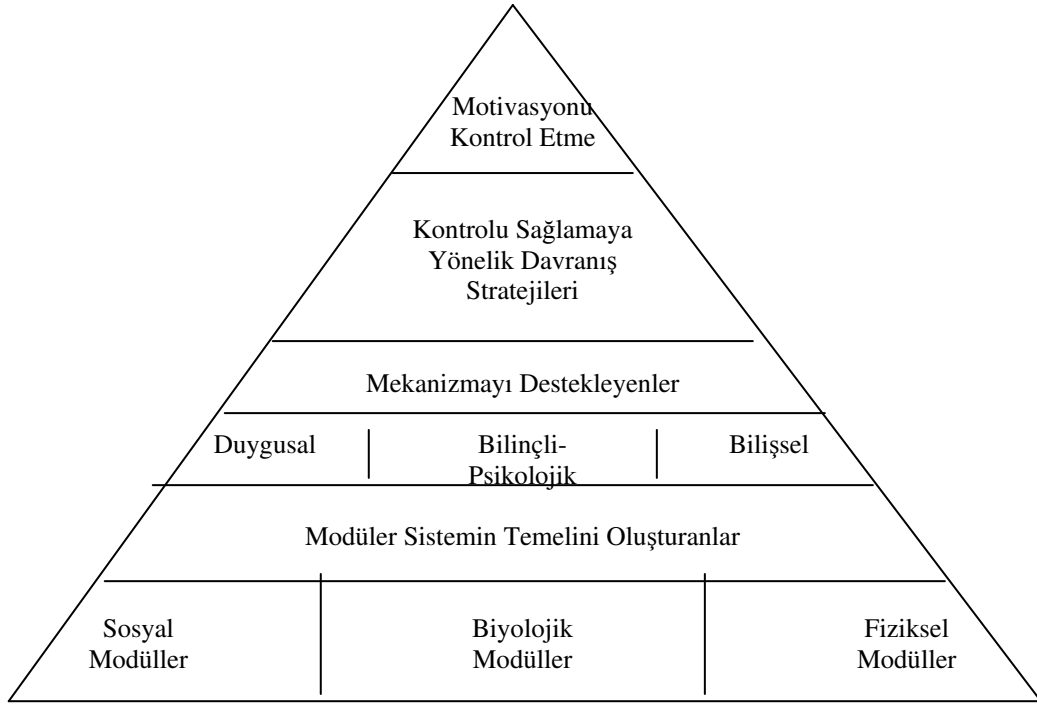 Motivasyonu
Kontrol Etme
Kontrolu Sağlamaya
Yönelik Davranış
Stratejileri
Mekanizmayı Destekleyenler
Duygusal
Bilinçli-
Psikolojik
Bilişsel
Modüler Sistemin Temelini Oluşturanlar
Sosyal
Modüller
Biyolojik
Modüller
Fiziksel
Modüller